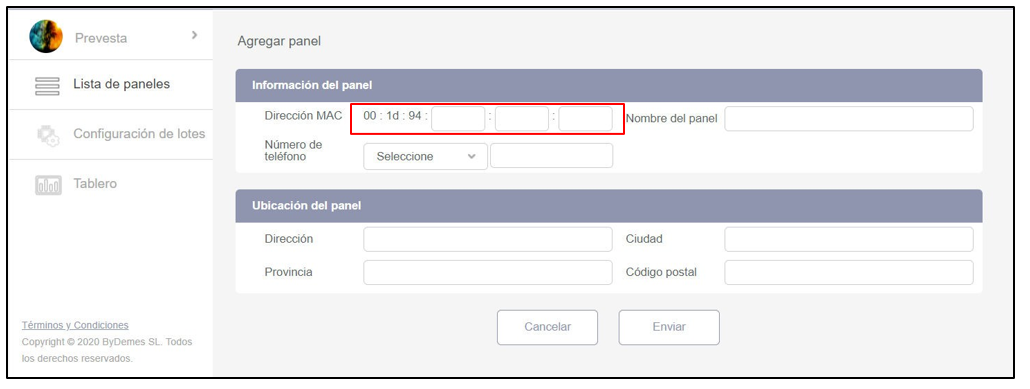 Prevesta
Lista de paneles
Configuración de lotes
Tablero
Términos y Condiciones
Copyright © 2020 ByDemes SL. Todos
los derechos reservados.
Agregar panel
Información del panel
Dirección MAC 00 : 1d : 94 : : : Nombre del panel
Número de
teléfono Seleccione
Ubicación del panel
Dirección Ciudad
Provincia Código postal
Cancelar Enviar